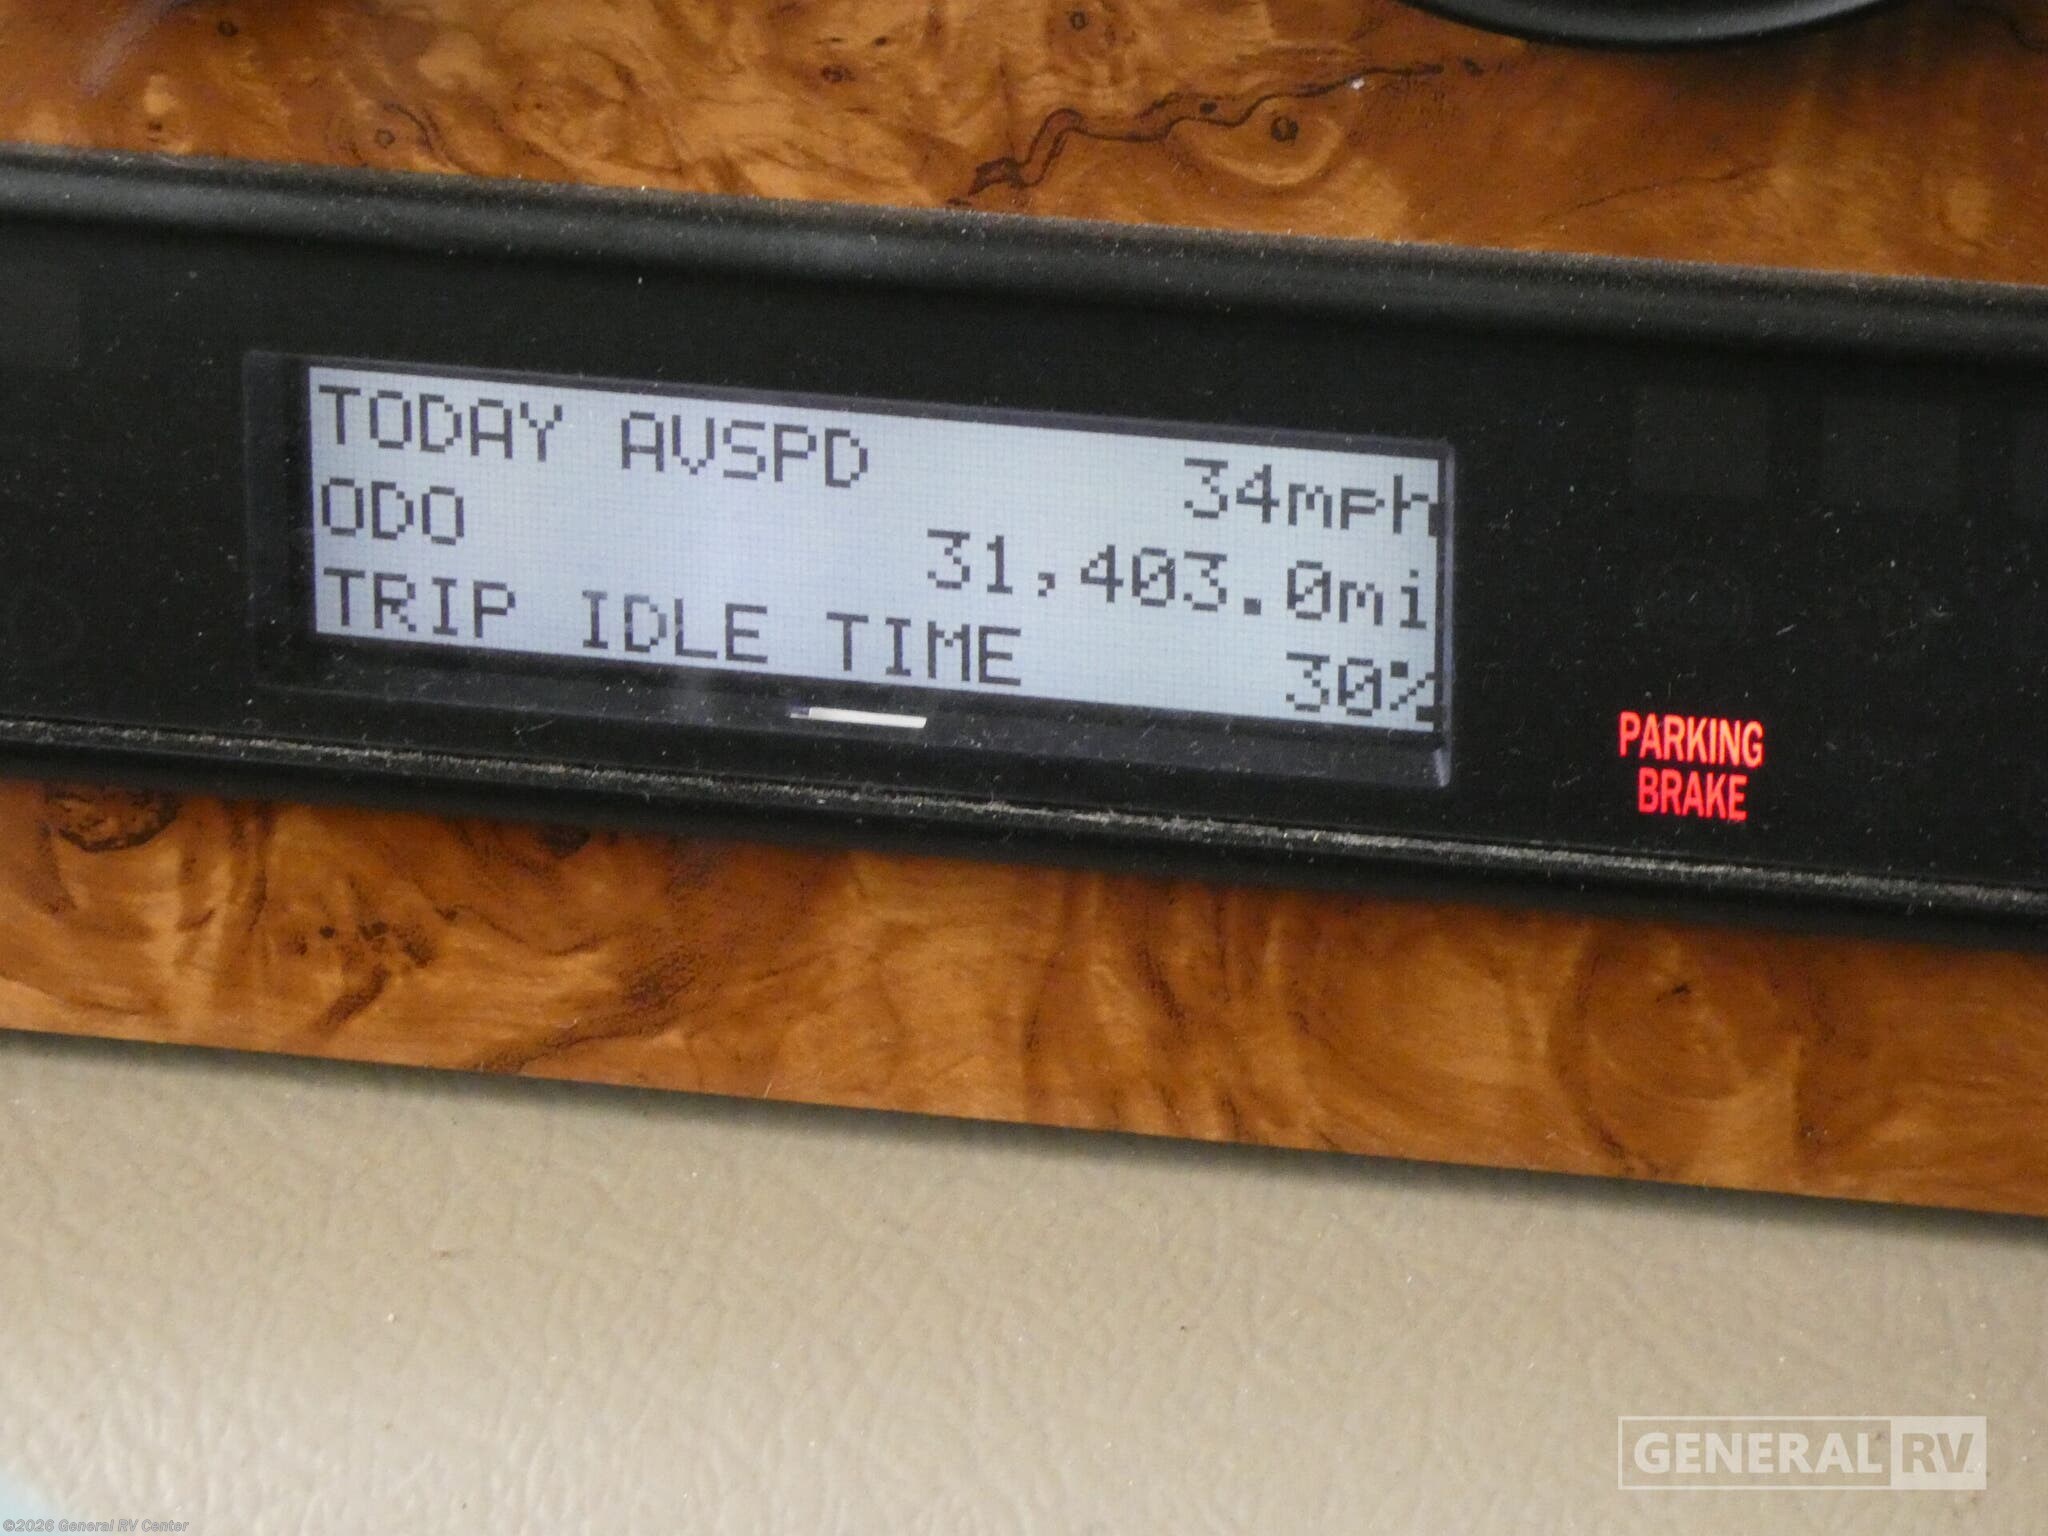 TODAY AVSPD 34mph
ODO 31,403.0mi
TRIP IDLE TIME 30%
PARKING
BRAKE
GENERAL RV
©2026 General RV Center